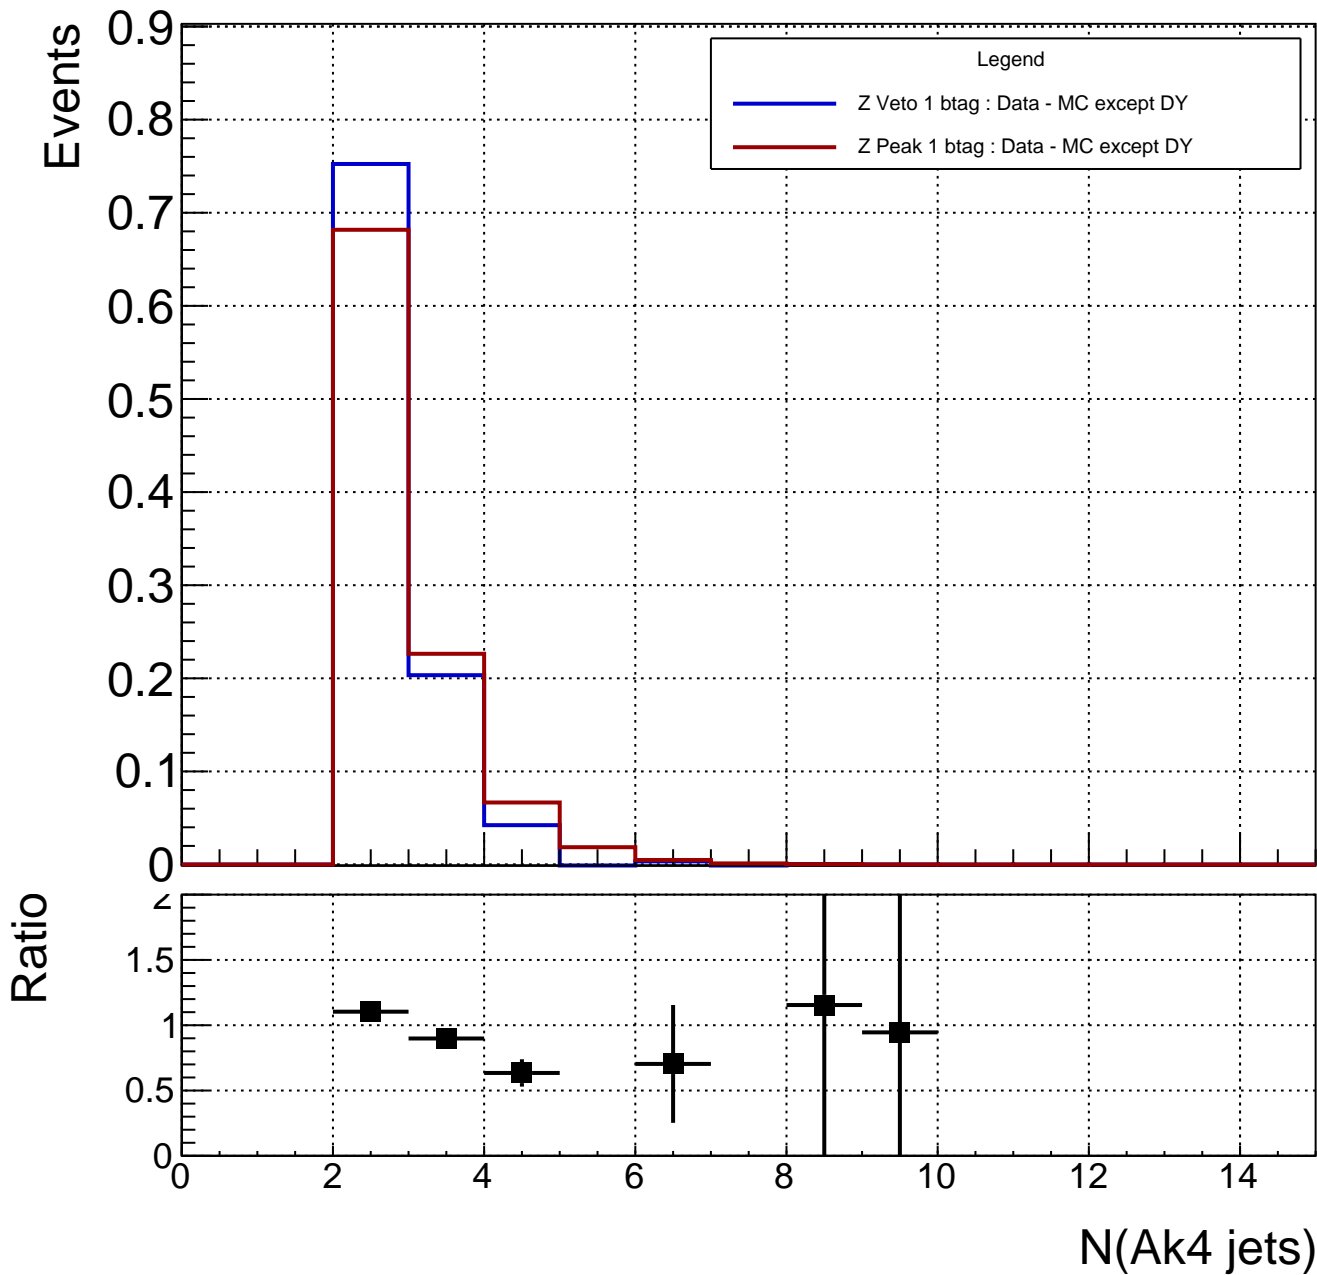 Events
0.9
0.8
0.7
0.6
0.5
0.4
0.3
0.2
0.1
0
Legend
Z Veto 1 btag : Data - MC except DY
Z Peak 1 btag : Data - MC except DY
Ratio
2
1.5
1
0.5
0
0 2 4 6 8 10 12 14
N(Ak4 jets)